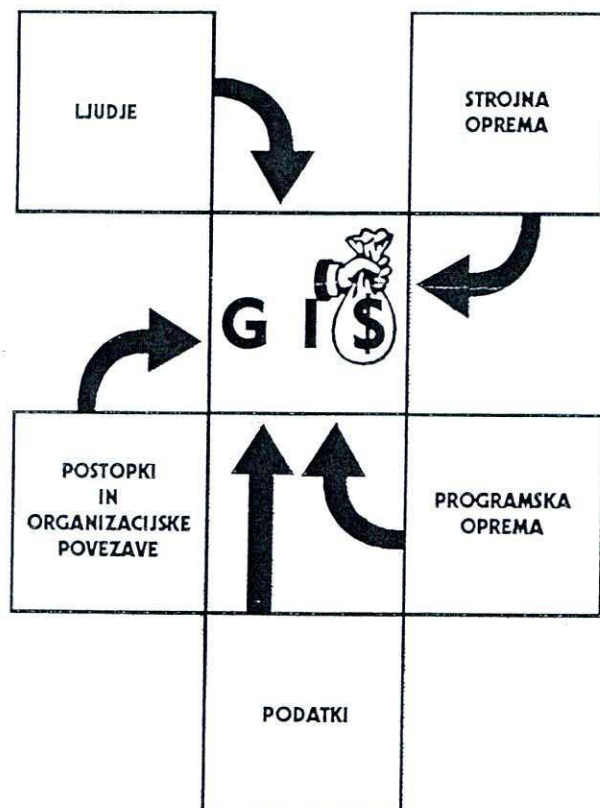 LJUDJE
STROJNA
OPREMA
G I $
POSTOPKI
IN
ORGANIZACIJSKE
POVEZAVE
PROGRAMSKA
OPREMA
PODATKI